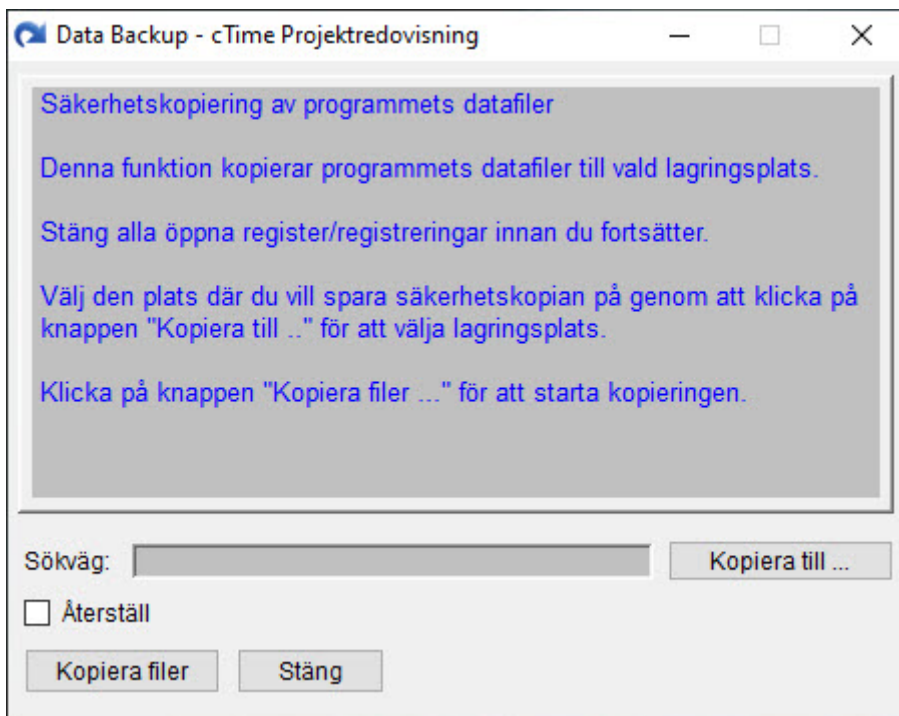 Data Backup - cTime Projektredovisning
Säkerhetskopiering av programmets datafiler
Denna funktion kopierar programmets datafiler till vald lagringsplats.
Stäng alla öppna register/registreringar innan du fortsätter.
Välj den plats där du vill spara säkerhetskopian på genom att klicka på
knappen "Kopiera till .." för att välja lagringsplats.
Klicka på knappen "Kopiera filer ..." för att starta kopieringen.
Sökväg:
Kopiera till ...
Återställ
Kopiera filer
Stäng